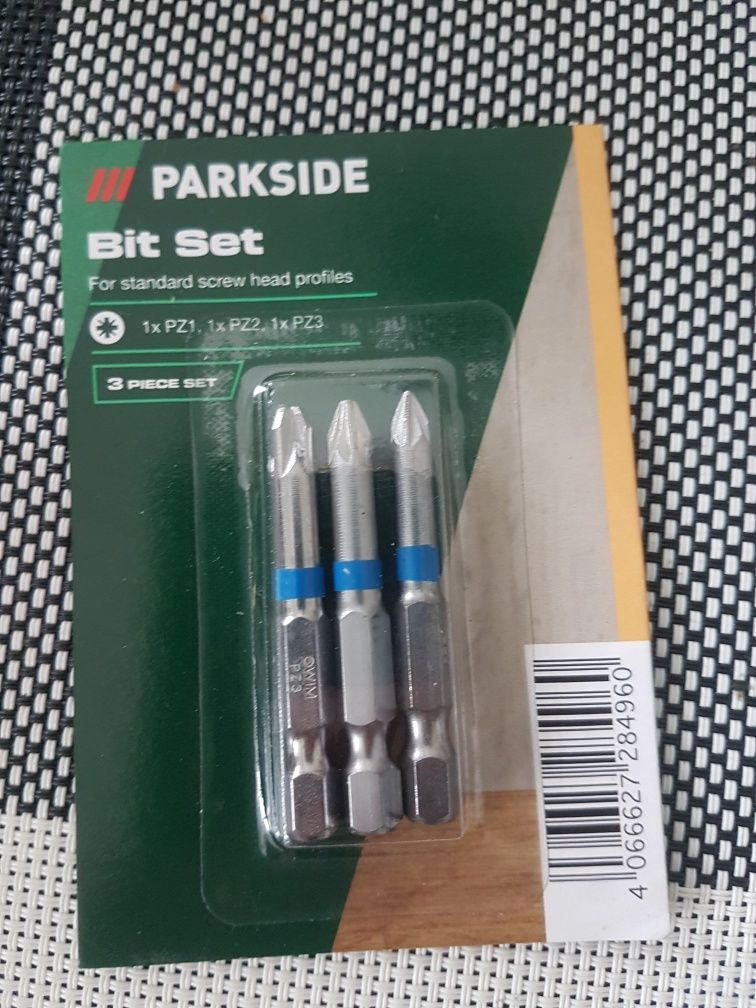 PARKSIDE
Bit Set
For standard screw head profiles
1x PZ1, 1x PZ2, 1x PZ3
3 PIECE SET
OWIM
PZ3
4 066627 284960